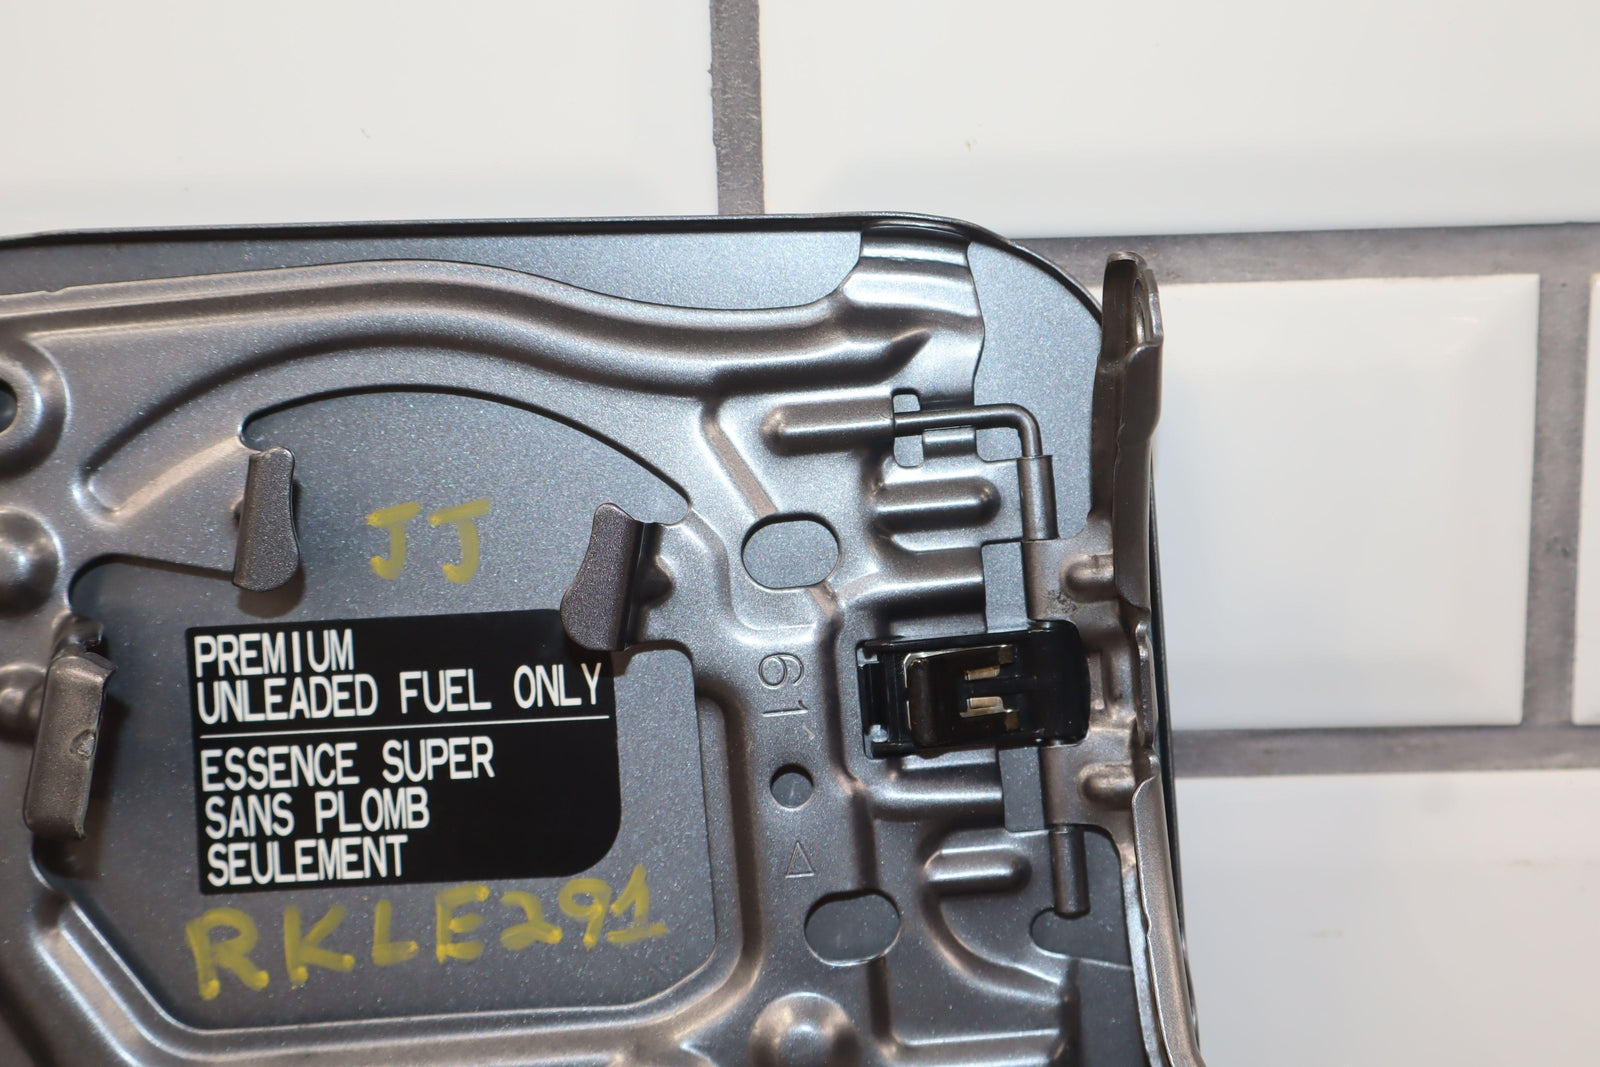 JJ
PREMIUM
UNLEADED FUEL ONLY
ESSENCE SUPER
SANS PLOMB
SEULEMENT
RKLE291
61